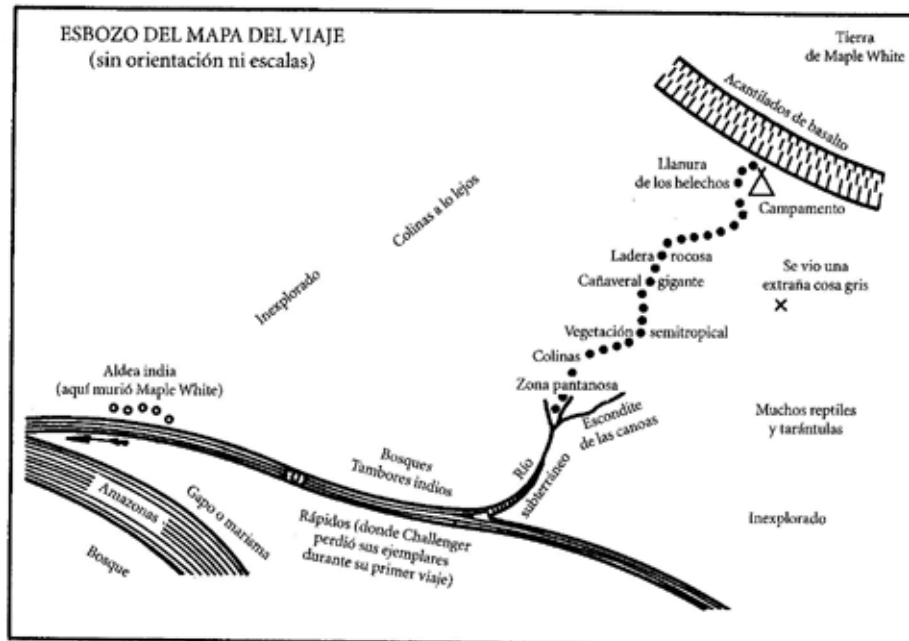 ESBOZO DEL MAPA DEL VIAJE
(sin orientación ni escalas)
Tierra
de Maple White
Acantilados de basalto
Llanura
de los helechos
Campamento
Colinas a lo lejos
Ladera rocosa
Cañaveral gigante
Se vio una
extraña cosa gris
Inexplorado
Vegetación semitropical
Colinas
Aldea india
(aquí murió Maple White)
Zona pantanosa
Escondite
de las canoas
Muchos reptiles
y tarántulas
Bosques
Tambores indios
Río
subterráneo
Amazonas
Gapo o marisma
Bosque
Rápidos (donde Challenger
perdió sus ejemplares
durante su primer viaje)
Inexplorado